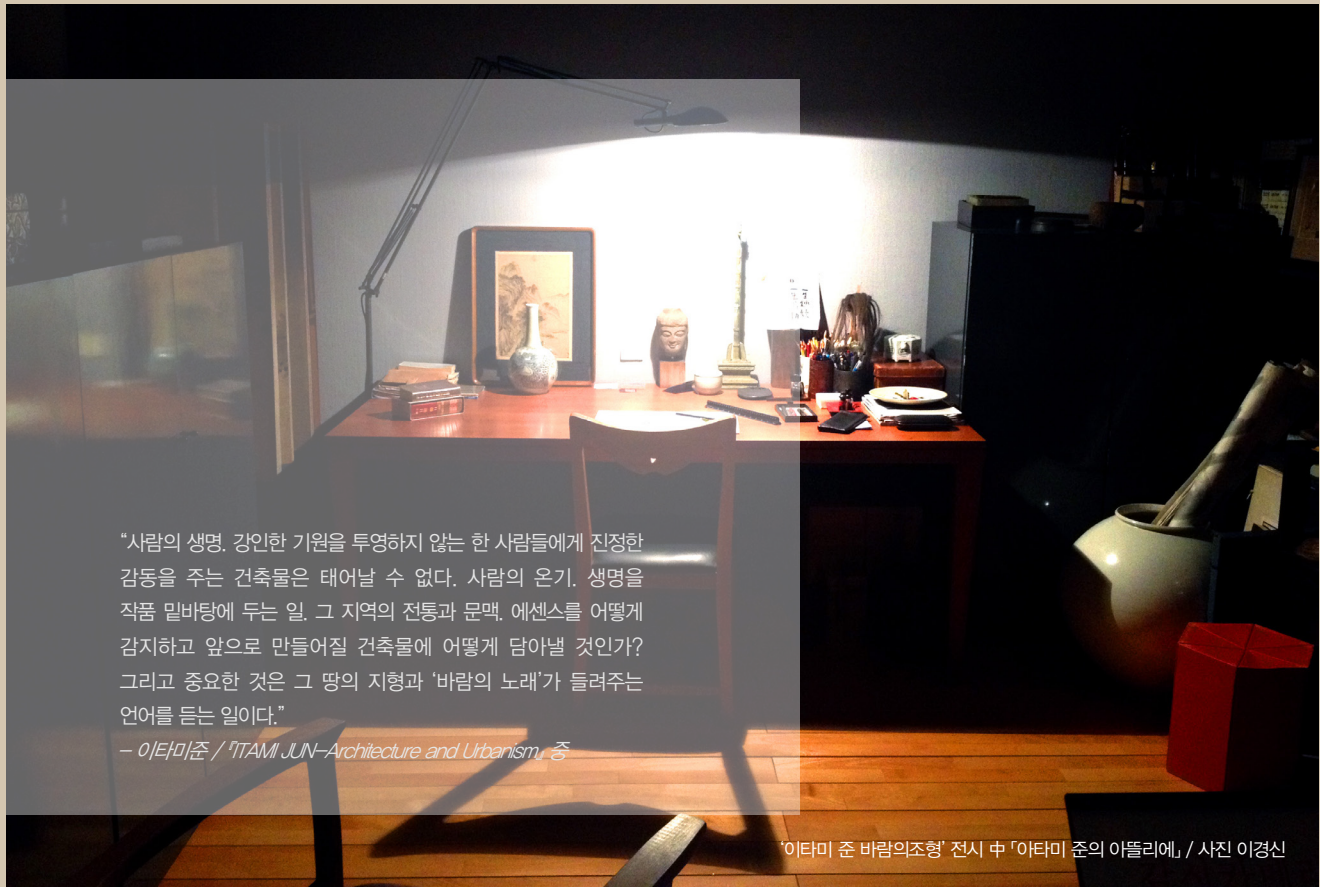 “사람의 생명. 강인한 기원을 투영하지 않는 한 사람들에게 진정한
감동을 주는 건축물은 태어날 수 없다. 사람의 온기. 생명을
작품 밑바탕에 두는 일. 그 지역의 전통과 문맥. 에센스를 어떻게
감지하고 앞으로 만들어질 건축물에 어떻게 담아낼 것인가?
그리고 중요한 것은 그 땅의 지형과 ‘바람의 노래’가 들려주는
언어를 듣는 일이다.”
– 이타미준 / 『ITAMI JUN–Architecture and Urbanism』 중
‘이타미 준 바람의조형’ 전시 中 「아타미 준의 아뜰리에」 / 사진 이경신